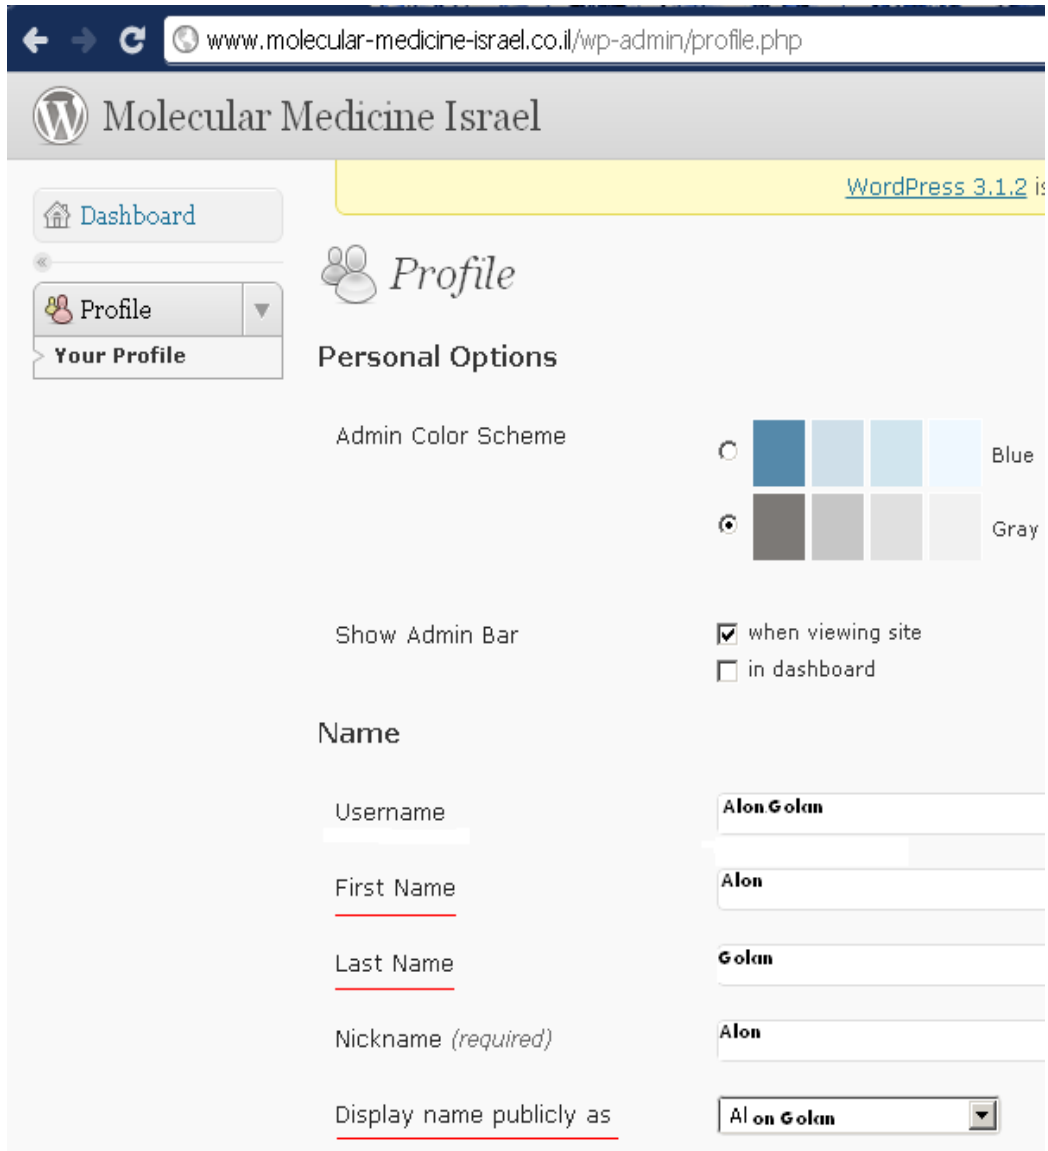 www.molecular-medicine-israel.co.il/wp-admin/profile.php
Molecular Medicine Israel
WordPress 3.1.2 is
Dashboard
Profile
Profile
Your Profile
Personal Options
Admin Color Scheme
Blue
Gray
Show Admin Bar
when viewing site
in dashboard
Name
Username Alon.Golan
First Name Alon
Last Name Golan
Nickname (required) Alon
Display name publicly as Alon Golan